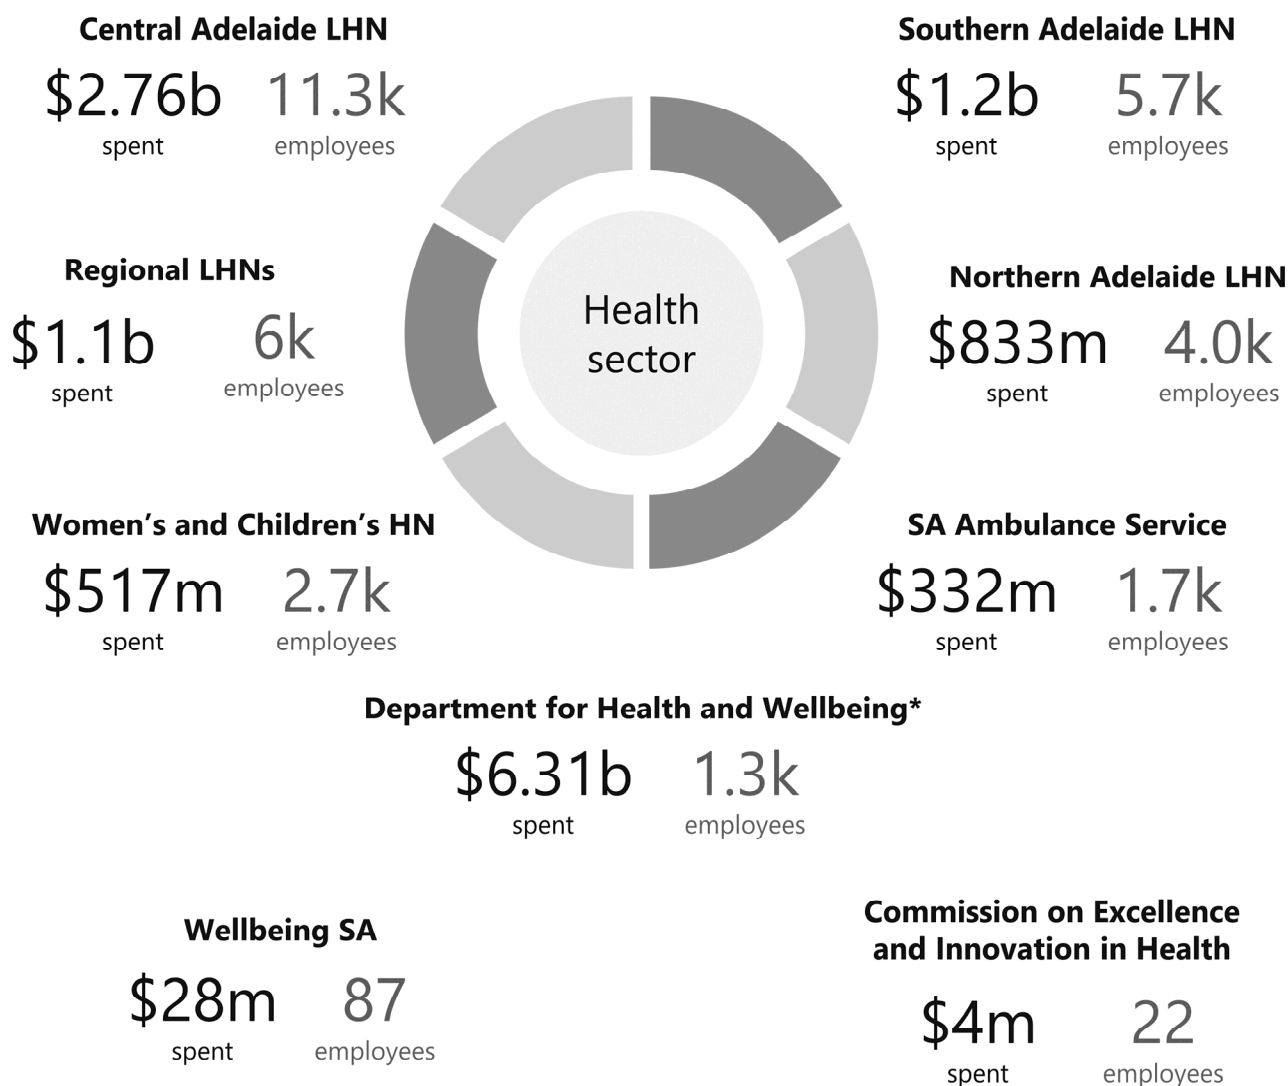 Central Adelaide LHN
$2.76b 11.3k
spent employees
Southern Adelaide LHN
$1.2b 5.7k
spent employees
Regional LHNs
$1.1b 6k
spent employees
Health
sector
Northern Adelaide LHN
$833m 4.0k
spent employees
Women's and Children's HN
$517m 2.7k
spent employees
SA Ambulance Service
$332m 1.7k
spent employees
Department for Health and Wellbeing*
$6.31b 1.3k
spent employees
Wellbeing SA
$28m 87
spent employees
Commission on Excellence
and Innovation in Health
$4m 22
spent employees